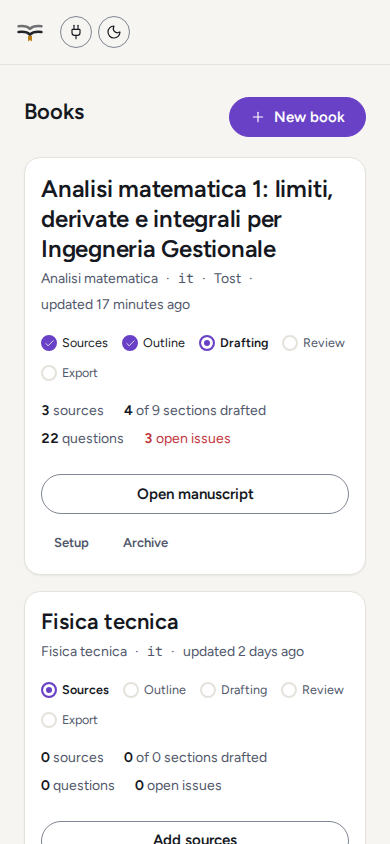 Books
New book
Analisi matematica 1: limiti,
derivate e integrali per
Ingegneria Gestionale
Analisi matematica · it · Tost ·
updated 17 minutes ago
Sources Outline Drafting Review
Export
3 sources 4 of 9 sections drafted
22 questions 3 open issues
Open manuscript
Setup Archive
Fisica tecnica
Fisica tecnica · it · updated 2 days ago
Sources Outline Drafting Review
Export
0 sources 0 of 0 sections drafted
0 questions 0 open issues
Add sources